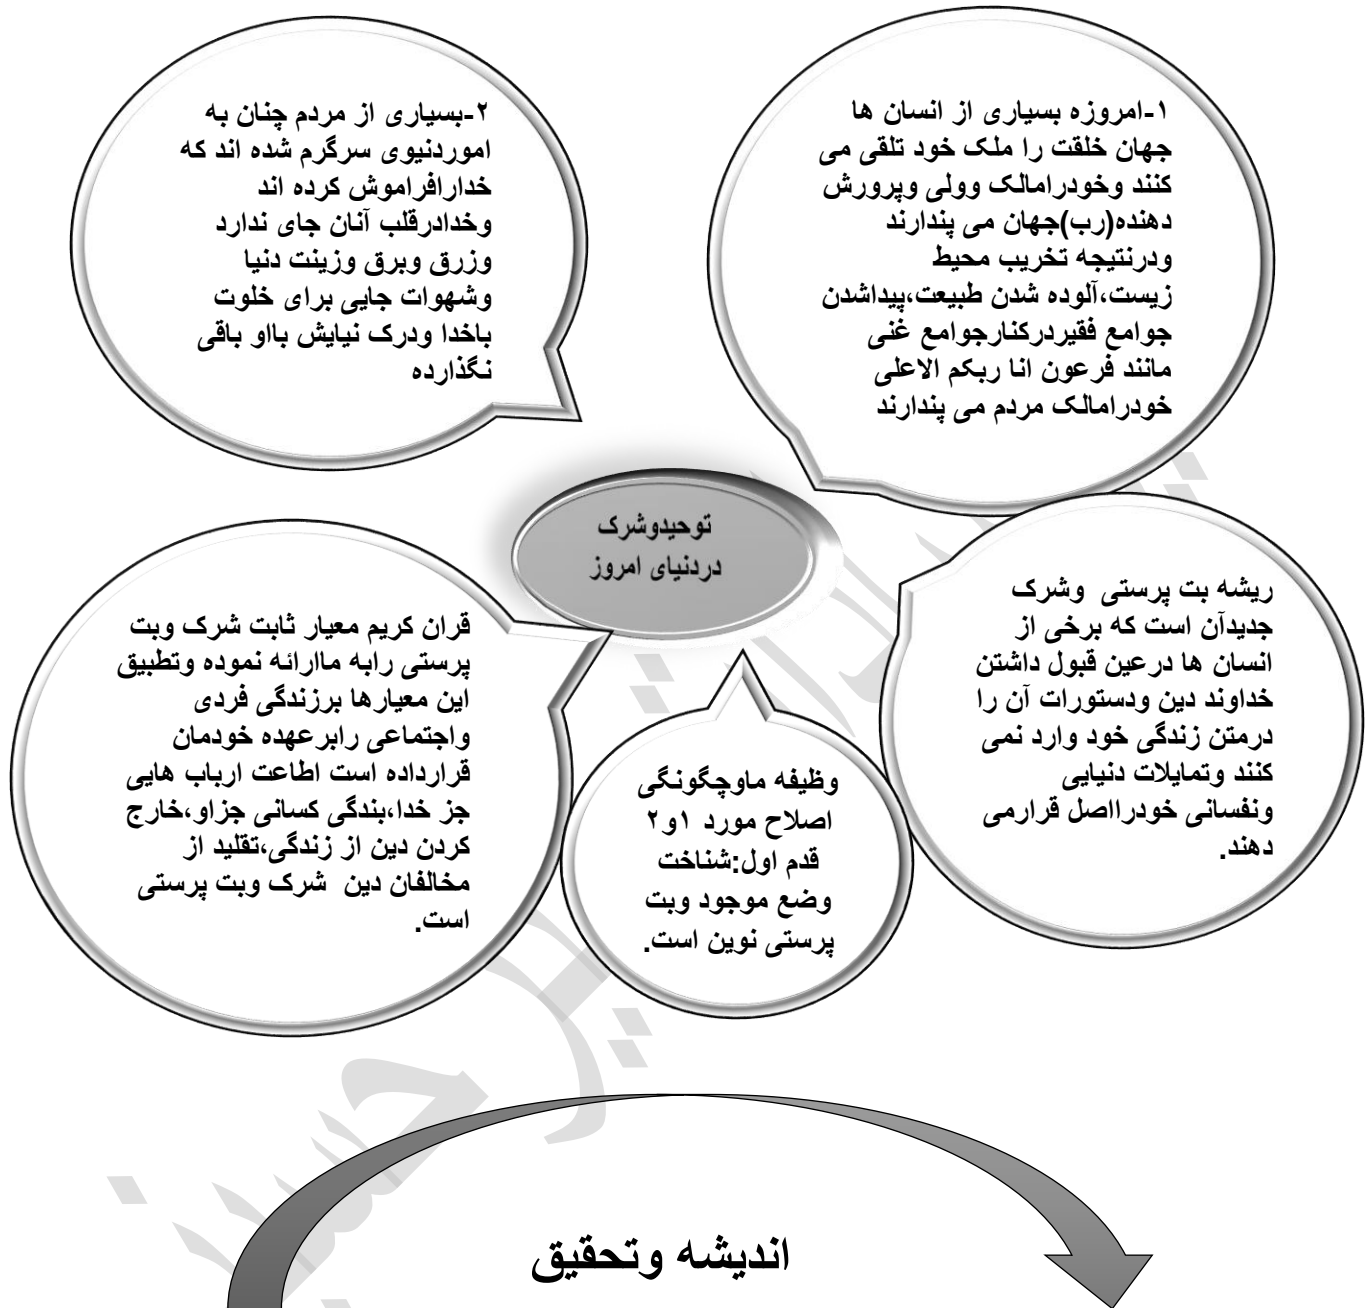 ۱-امروزه بسیاری از انسان ها
جهان خلقت را ملک خود تلقی می
کنند وخودرامالک وولی وپرورش
دهنده(رب)جهان می پندارند
ودرنتیجه تخریب محیط
زیست،آلوده شدن طبیعت،پیداشدن
جوامع فقیردرکنارجوامع غنی
مانند فرعون انا ربکم الاعلی
خودرامالک مردم می پندارند
۲-بسیاری از مردم چنان به
اموردنیوی سرگرم شده اند که
خدارافراموش کرده اند
وخدادرقلب آنان جای ندارد
وزرق وبرق وزینت دنیا
وشهوات جایی برای خلوت
باخدا ودرک نیایش بااو باقی
نگذارده
توحیدوشرک
دردنیای امروز
ریشه بت پرستی وشرک
جدیدآن است که برخی از
انسان ها درعین قبول داشتن
خداوند دین ودستورات آن را
درمتن زندگی خود وارد نمی
کنند وتمایلات دنیایی
ونفسانی خودرااصل قرارمی
دهند.
وظیفه ماوچگونگی
اصلاح مورد ۱و۲
قدم اول:شناخت
وضع موجود وبت
پرستی نوین است.
قران کریم معیار ثابت شرک وبت
پرستی رابه ماارائه نموده وتطبیق
این معیارها برزندگی فردی
واجتماعی رابرعهده خودمان
قرارداده است اطاعت ارباب هایی
جز خدا،بندگی کسانی جزاو،خارج
کردن دین از زندگی،تقلید از
مخالفان دین شرک وبت پرستی
است.
اندیشه وتحقیق